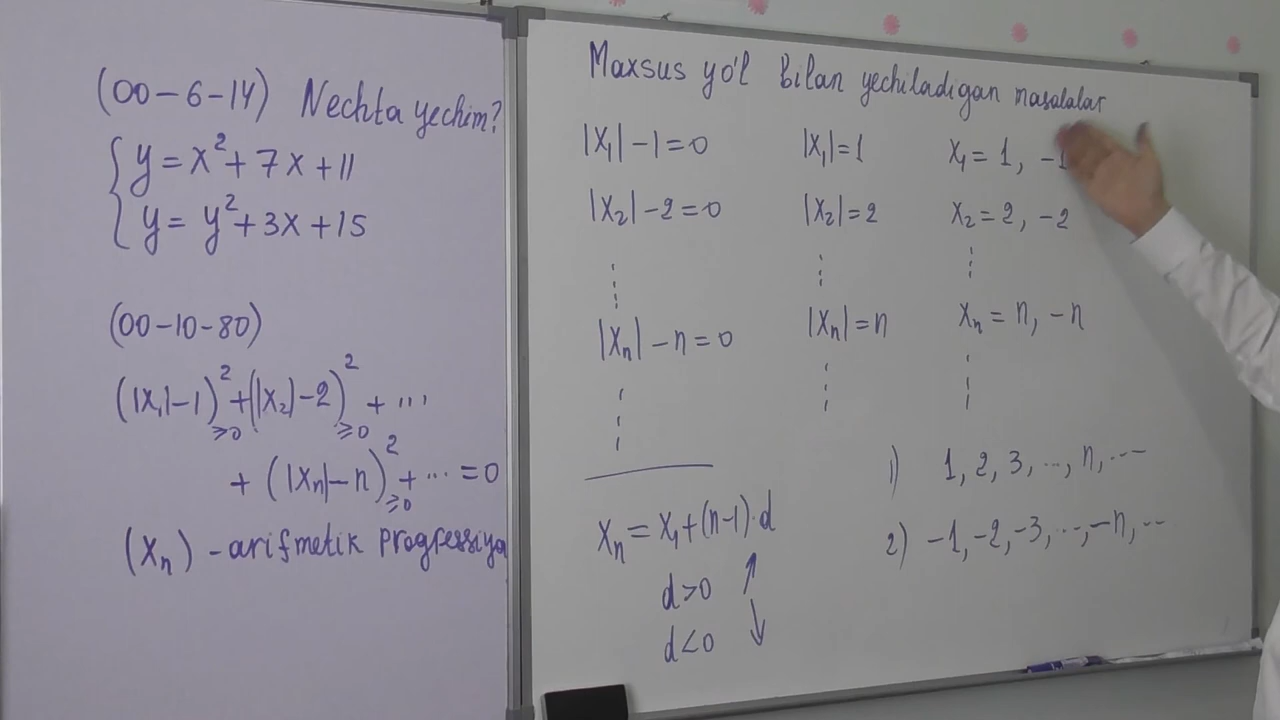 (00-6-14) Nechta yechim?
y = x² + 7x + 11
y = y² + 3x + 15
(00-10-80)
(|x₁|-1)² + (|x₂|-2)² + ...
≥0 ≥0
+ (|xₙ|-n)² + ... = 0
≥0
(xₙ) - arifmetik progressiya
Maxsus yo'l bilan yechiladigan masalalar
|x₁| - 1 = 0 |x₁| = 1 x₁ = 1, -1
|x₂| - 2 = 0 |x₂| = 2 x₂ = 2, -2
|xₙ| - n = 0 |xₙ| = n xₙ = n, -n
xₙ = x₁ + (n-1)·d
d>0 ↑
d<0 ↓
1) 1, 2, 3, ..., n, ...
2) -1, -2, -3, ..., -n, ...